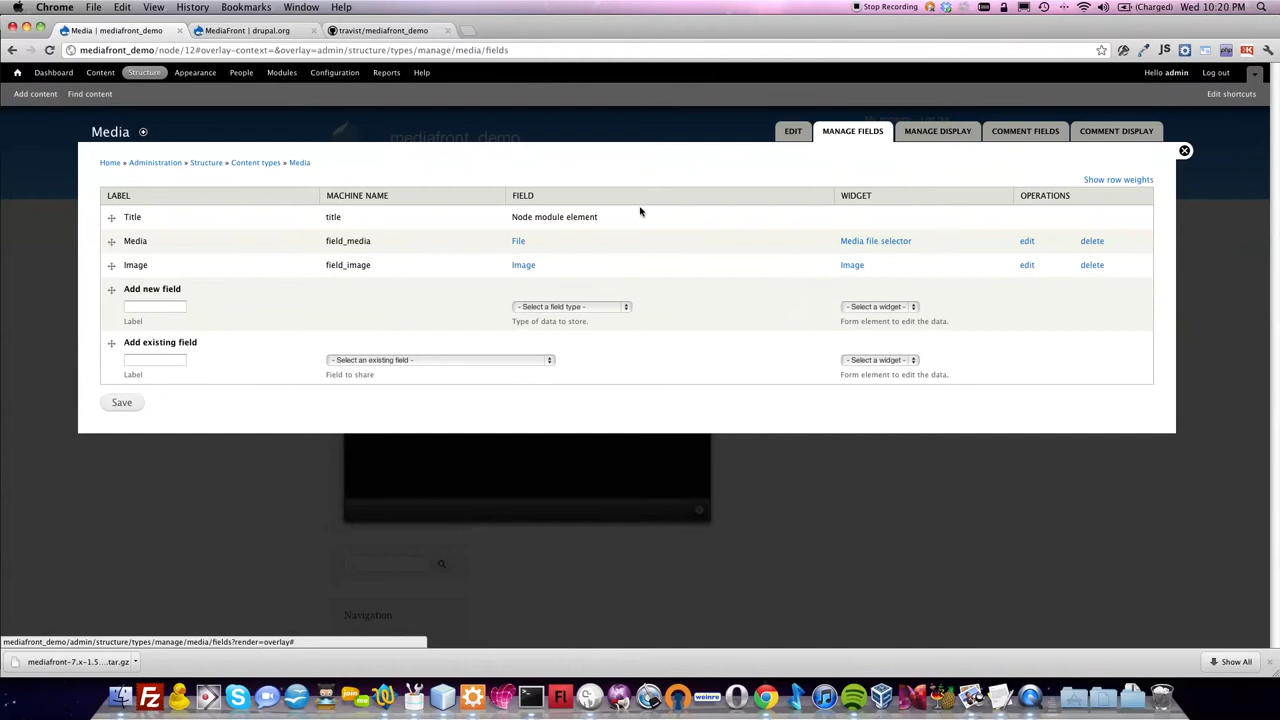 Chrome File Edit View History Bookmarks Window Help Stop Recording (Charged) Wed 10:20 PM
Media | mediafront_demo MediaFront | drupal.org travist/mediafront_demo
mediafront_demo/node/12#overlay-context=&overlay=admin/structure/types/manage/media/fields
Dashboard Content Structure Appearance People Modules Configuration Reports Help Hello admin Log out
Add content Find content Edit shortcuts
mediafront_demo
Media EDIT MANAGE FIELDS MANAGE DISPLAY COMMENT FIELDS COMMENT DISPLAY
Home » Administration » Structure » Content types » Media
Show row weights
LABEL MACHINE NAME FIELD WIDGET OPERATIONS
Title title Node module element
Media field_media File Media file selector edit delete
Image field_image Image Image edit delete
Add new field
- Select a field type - - Select a widget -
Label Type of data to store. Form element to edit the data.
Add existing field
- Select an existing field - - Select a widget -
Label Field to share Form element to edit the data.
Save
Navigation
mediafront_demo/admin/structure/types/manage/media/fields?render=overlay#
mediafront-7.x-1.5....tar.gz Show All
weinre